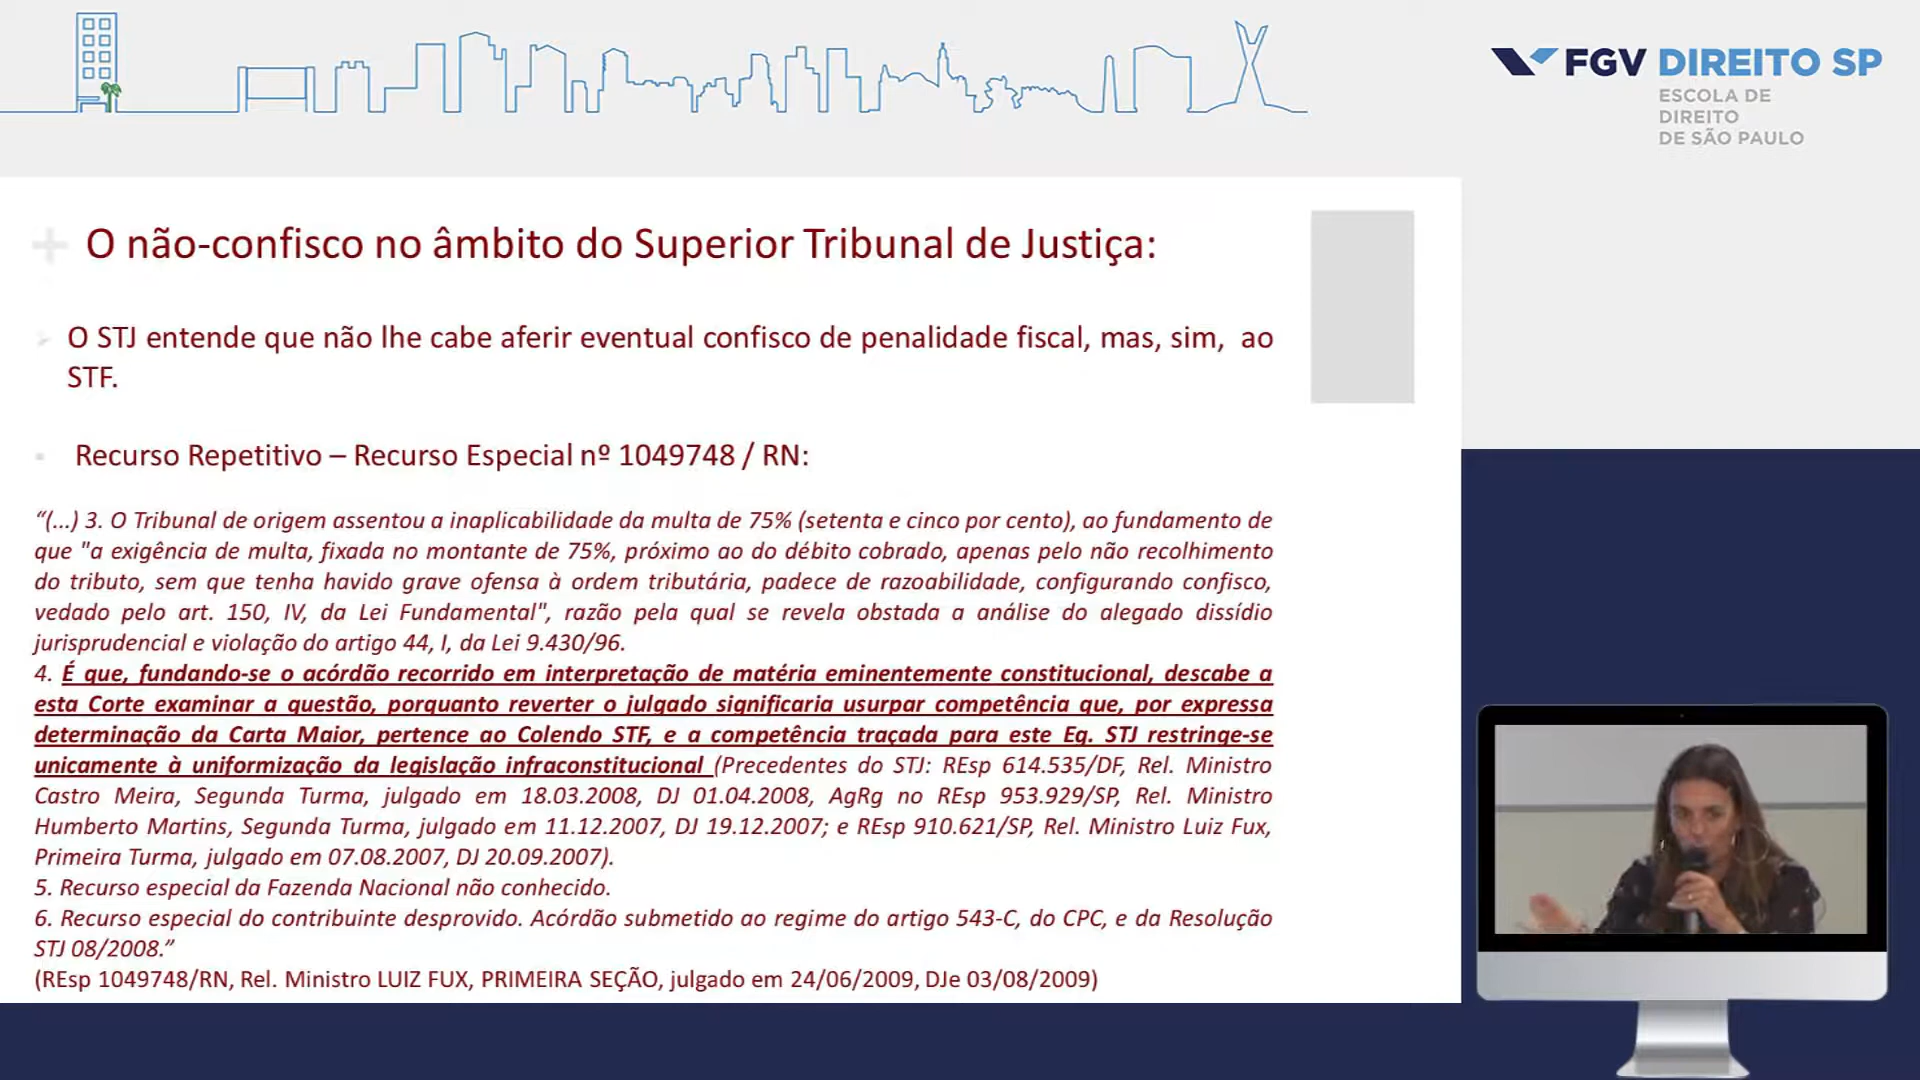 FGV DIREITO SP
ESCOLA DE
DIREITO
DE SÃO PAULO
O não-confisco no âmbito do Superior Tribunal de Justiça:
O STJ entende que não lhe cabe aferir eventual confisco de penalidade fiscal, mas, sim, ao
STF.
Recurso Repetitivo – Recurso Especial nº 1049748 / RN:
“(...) 3. O Tribunal de origem assentou a inaplicabilidade da multa de 75% (setenta e cinco por cento), ao fundamento de
que "a exigência de multa, fixada no montante de 75%, próximo ao do débito cobrado, apenas pelo não recolhimento
do tributo, sem que tenha havido grave ofensa à ordem tributária, padece de razoabilidade, configurando confisco,
vedado pelo art. 150, IV, da Lei Fundamental", razão pela qual se revela obstada a análise do alegado dissídio
jurisprudencial e violação do artigo 44, I, da Lei 9.430/96.
4. É que, fundando-se o acórdão recorrido em interpretação de matéria eminentemente constitucional, descabe a
esta Corte examinar a questão, porquanto reverter o julgado significaria usurpar competência que, por expressa
determinação da Carta Maior, pertence ao Colendo STF, e a competência traçada para este Eg. STJ restringe-se
unicamente à uniformização da legislação infraconstitucional (Precedentes do STJ: REsp 614.535/DF, Rel. Ministro
Castro Meira, Segunda Turma, julgado em 18.03.2008, DJ 01.04.2008, AgRg no REsp 953.929/SP, Rel. Ministro
Humberto Martins, Segunda Turma, julgado em 11.12.2007, DJ 19.12.2007; e REsp 910.621/SP, Rel. Ministro Luiz Fux,
Primeira Turma, julgado em 07.08.2007, DJ 20.09.2007).
5. Recurso especial da Fazenda Nacional não conhecido.
6. Recurso especial do contribuinte desprovido. Acórdão submetido ao regime do artigo 543-C, do CPC, e da Resolução
STJ 08/2008.”
(REsp 1049748/RN, Rel. Ministro LUIZ FUX, PRIMEIRA SEÇÃO, julgado em 24/06/2009, DJe 03/08/2009)